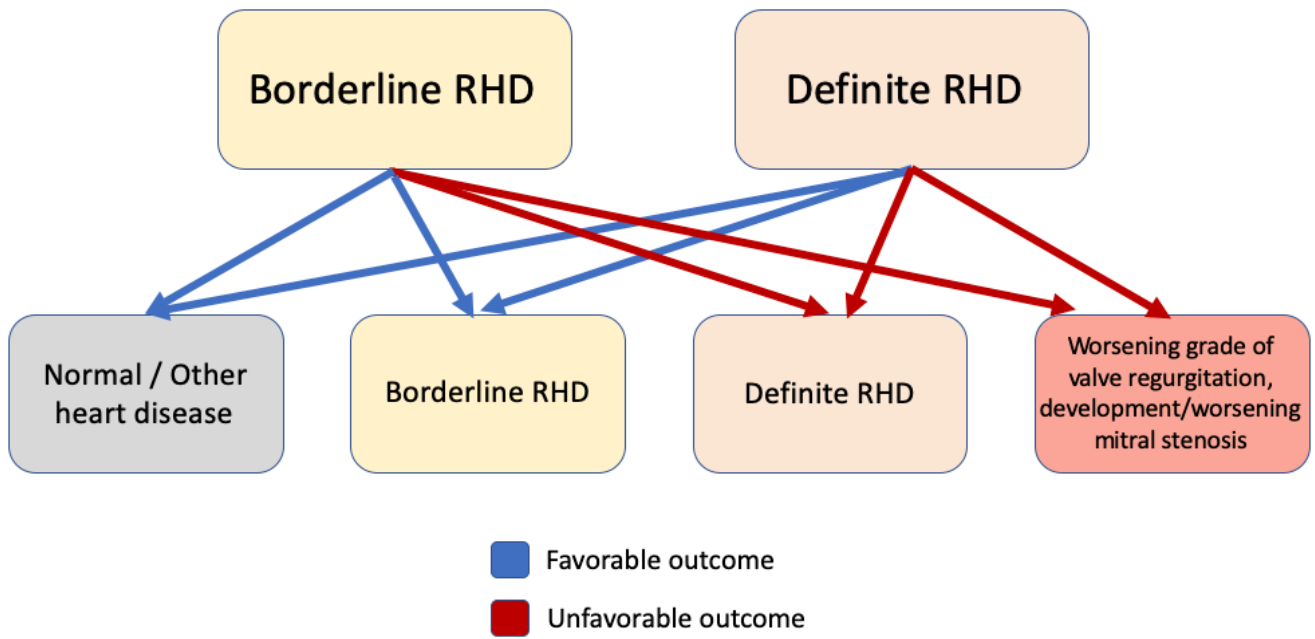 Borderline RHD
Definite RHD
Normal / Other
heart disease
Borderline RHD
Definite RHD
Worsening grade of
valve regurgitation,
development/worsening
mitral stenosis
Favorable outcome
Unfavorable outcome